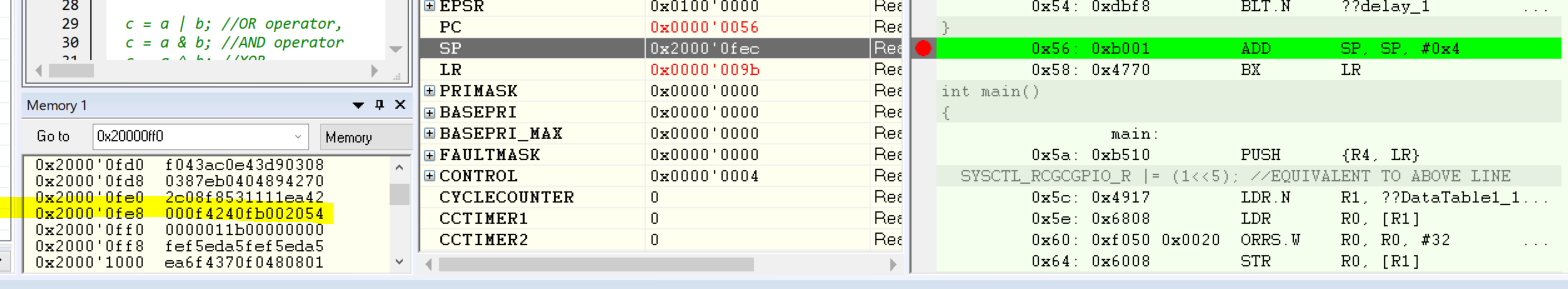 28
29 c = a | b; //OR operator,
30 c = a & b; //AND operator
Memory 1
Go to 0x20000ff0 Memory
0x2000'0fd0 f043ac0e43d90308
0x2000'0fd8 0387eb0404894270
0x2000'0fe0 2c08f8531111ea42
0x2000'0fe8 000f4240fb002054
0x2000'0ff0 0000011b00000000
0x2000'0ff8 fef5eda5fef5eda5
0x2000'1000 ea6f4370f0480801
EPSR 0x0100'0000
PC 0x0000'0056 Rea
SP 0x2000'0fec Rea
LR 0x0000'009b Rea
PRIMASK 0x0000'0000 Rea
BASEPRI 0x0000'0000 Rea
BASEPRI_MAX 0x0000'0000 Rea
FAULTMASK 0x0000'0000 Rea
CONTROL 0x0000'0004 Rea
CYCLECOUNTER 0 Rea
CCTIMER1 0 Rea
CCTIMER2 0 Rea
0x54: 0xdbf8 BLT.N ??delay_1 ...
}
0x56: 0xb001 ADD SP, SP, #0x4
0x58: 0x4770 BX LR
int main()
{
main:
0x5a: 0xb510 PUSH {R4, LR}
SYSCTL_RCGCGPIO_R |= (1<<5); //EQUIVALENT TO ABOVE LINE
0x5c: 0x4917 LDR.N R1, ??DataTable1_1...
0x5e: 0x6808 LDR R0, [R1]
0x60: 0xf050 0x0020 ORRS.W R0, R0, #32 ...
0x64: 0x6008 STR R0, [R1]